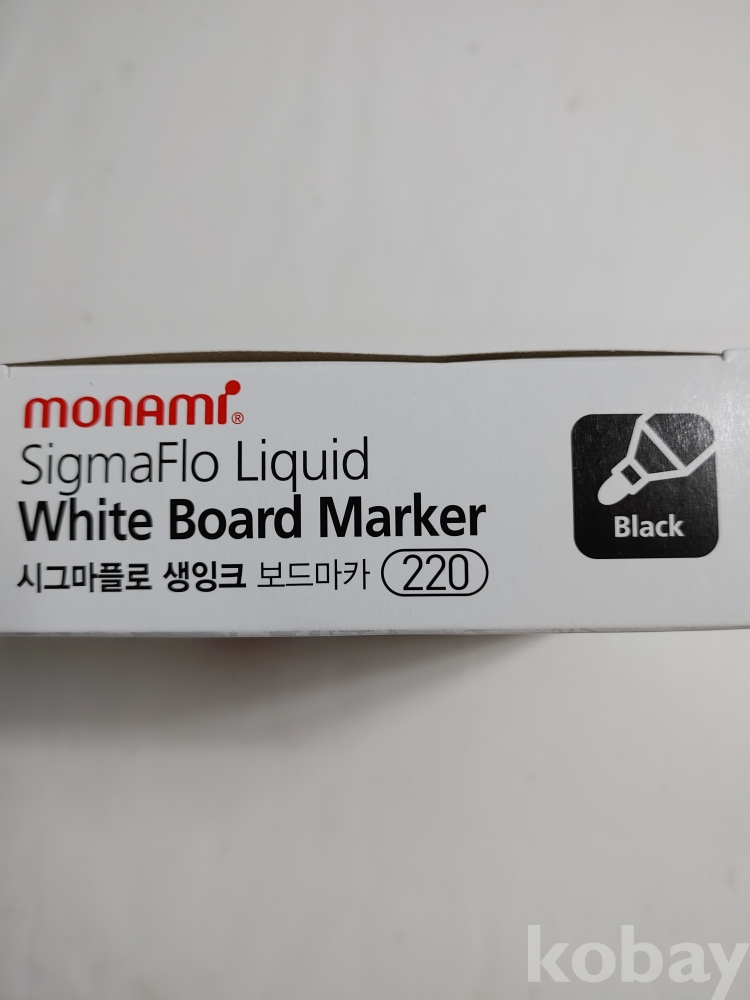 monami®
SigmaFlo Liquid
White Board Marker
시그마플로 생잉크 보드마카 220
Black
kobay